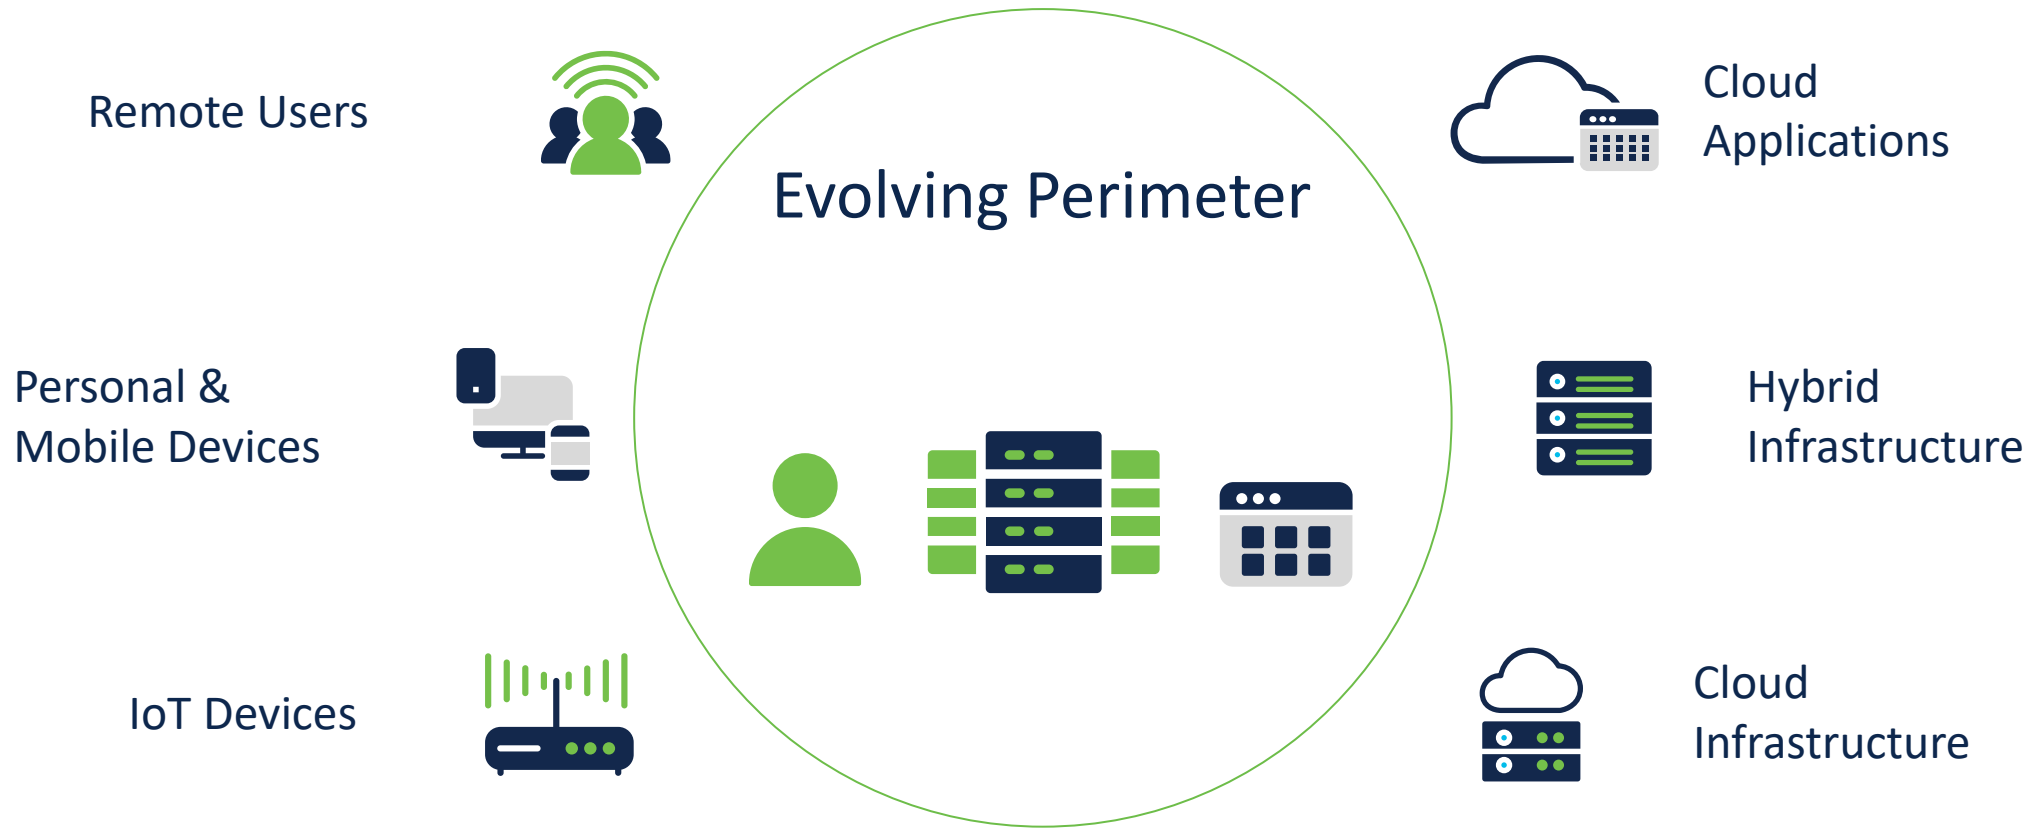 Evolving Perimeter
Remote Users
Personal &
Mobile Devices
IoT Devices
Cloud
Applications
Hybrid
Infrastructure
Cloud
Infrastructure